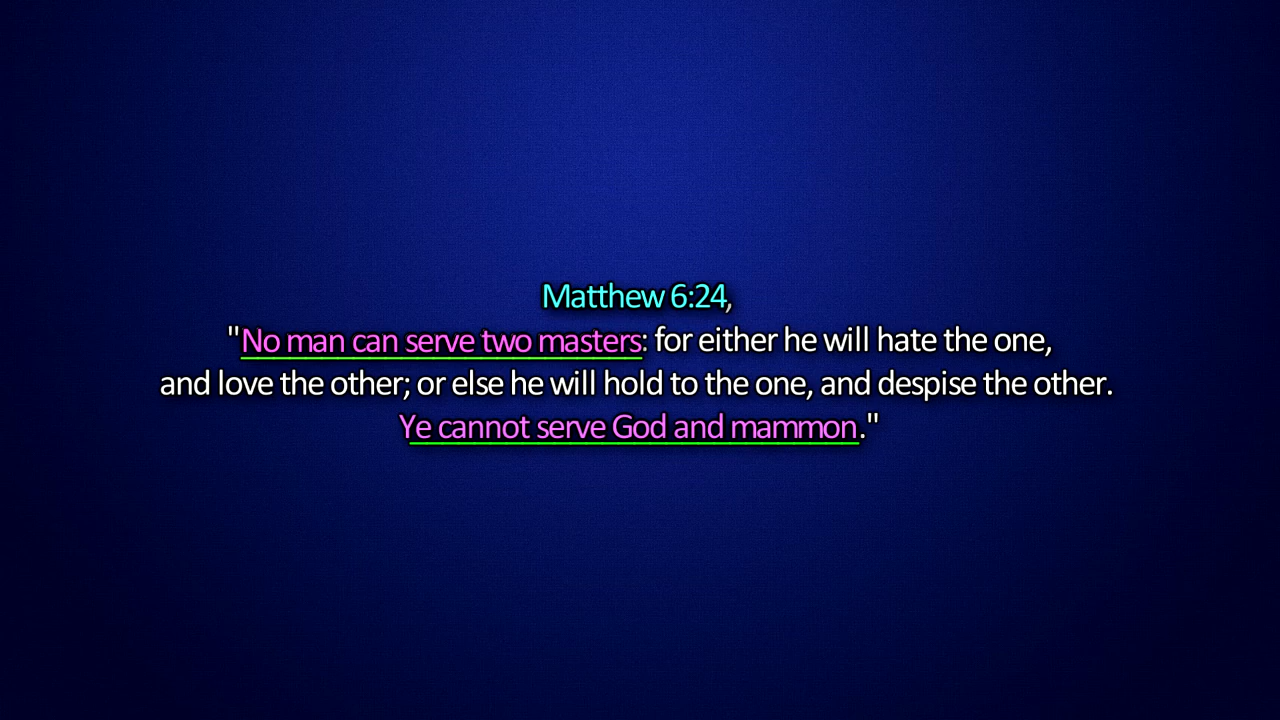 Matthew 6:24,
"No man can serve two masters: for either he will hate the one,
and love the other; or else he will hold to the one, and despise the other.
Ye cannot serve God and mammon."